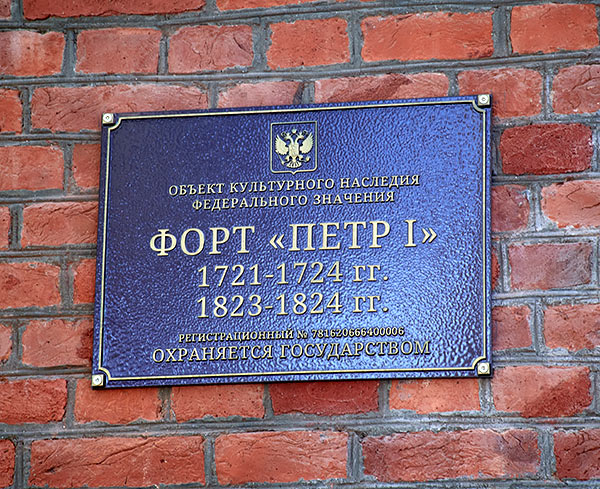 ОБЪЕКТ КУЛЬТУРНОГО НАСЛЕДИЯ
ФЕДЕРАЛЬНОГО ЗНАЧЕНИЯ
ФОРТ «ПЕТР I»
1721-1724 гг.
1823-1824 гг.
РЕГИСТРАЦИОННЫЙ № 781620666400006
ОХРАНЯЕТСЯ ГОСУДАРСТВОМ